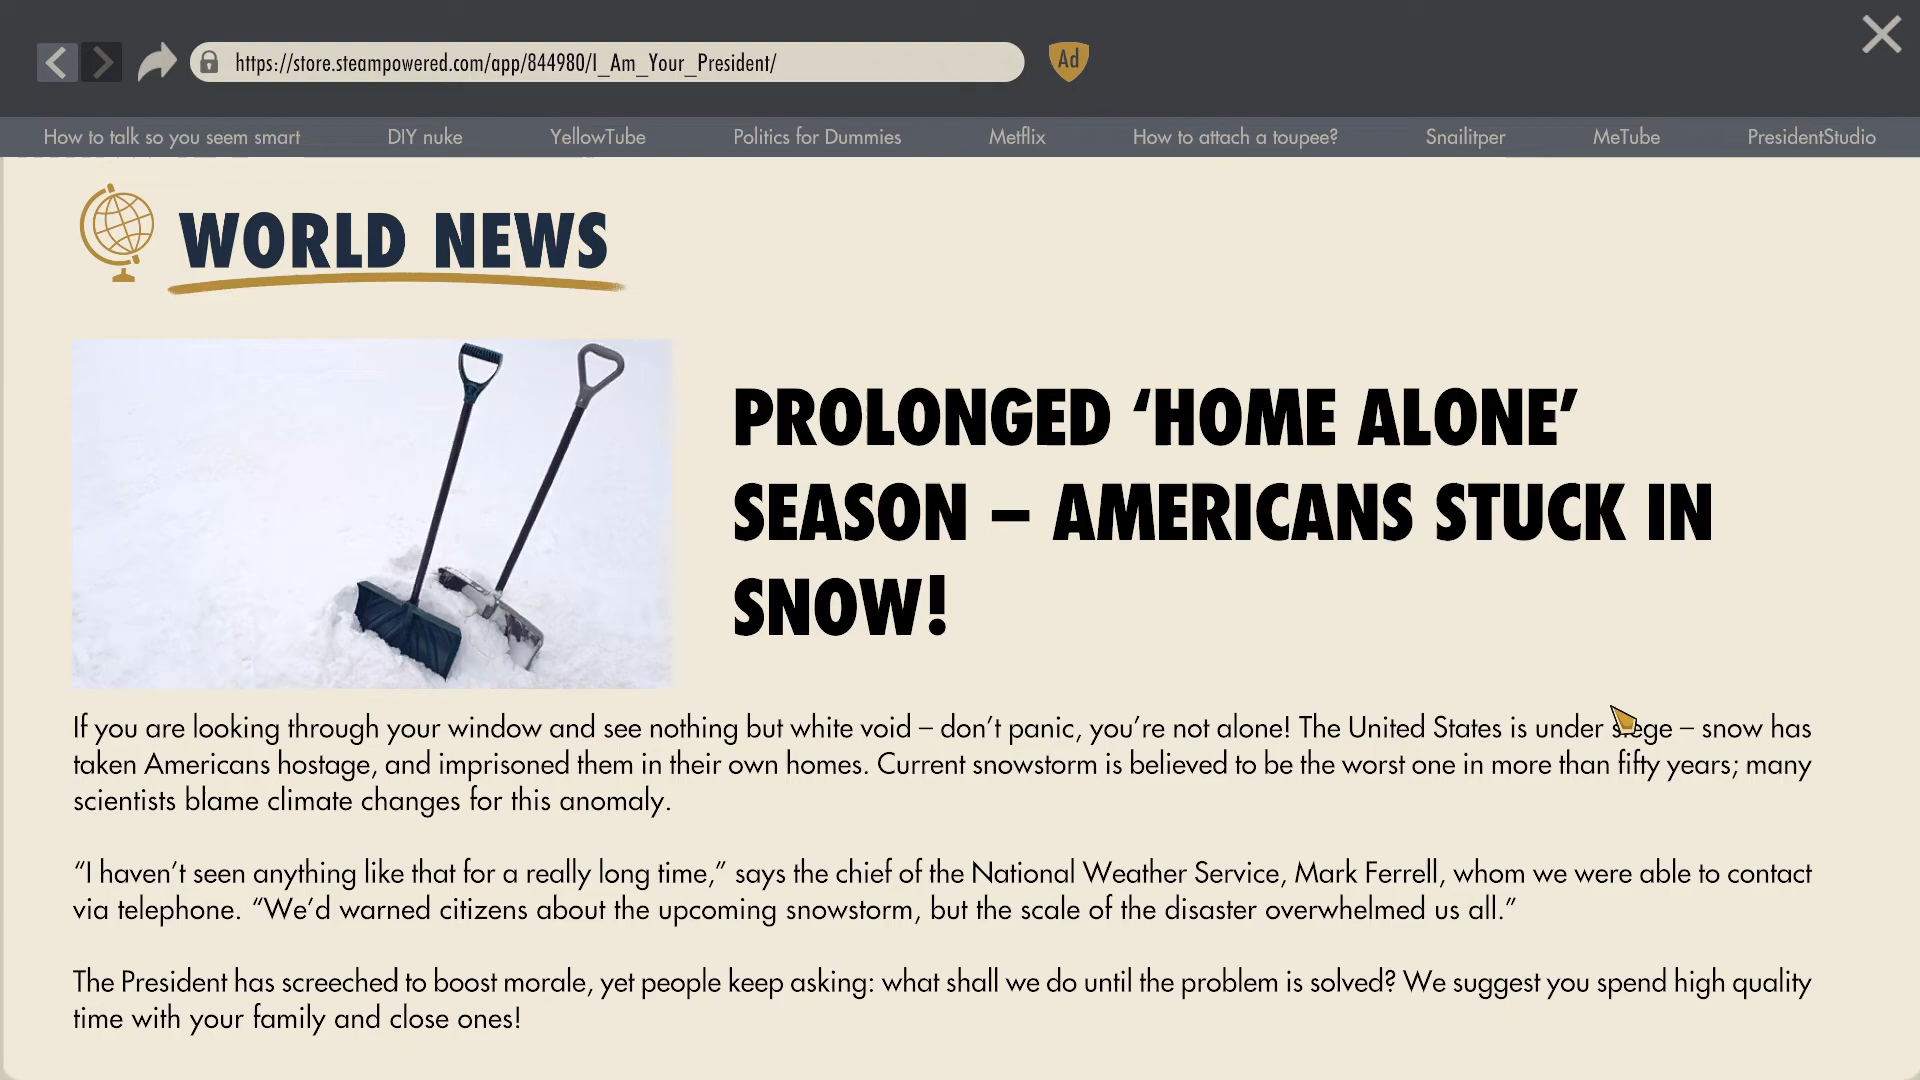 https://store.steampowered.com/app/844980/I_Am_Your_President/
Ad
How to talk so you seem smart
DIY nuke
YellowTube
Politics for Dummies
Metflix
How to attach a toupee?
Snailitper
MeTube
PresidentStudio
WORLD NEWS
PROLONGED ‘HOME ALONE’
SEASON – AMERICANS STUCK IN
SNOW!
If you are looking through your window and see nothing but white void – don’t panic, you’re not alone! The United States is under siege – snow has
taken Americans hostage, and imprisoned them in their own homes. Current snowstorm is believed to be the worst one in more than fifty years; many
scientists blame climate changes for this anomaly.
“I haven’t seen anything like that for a really long time,” says the chief of the National Weather Service, Mark Ferrell, whom we were able to contact
via telephone. “We’d warned citizens about the upcoming snowstorm, but the scale of the disaster overwhelmed us all.”
The President has screeched to boost morale, yet people keep asking: what shall we do until the problem is solved? We suggest you spend high quality
time with your family and close ones!